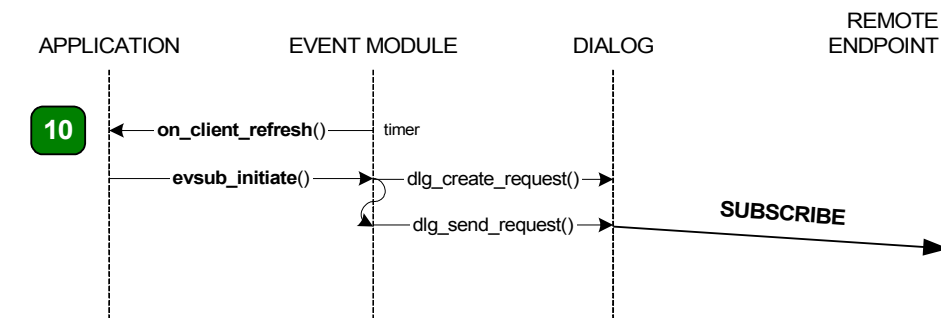 REMOTE
APPLICATION EVENT MODULE DIALOG ENDPOINT
10 on_client_refresh() timer
evsub_initiate() dlg_create_request()
SUBSCRIBE
dlg_send_request()